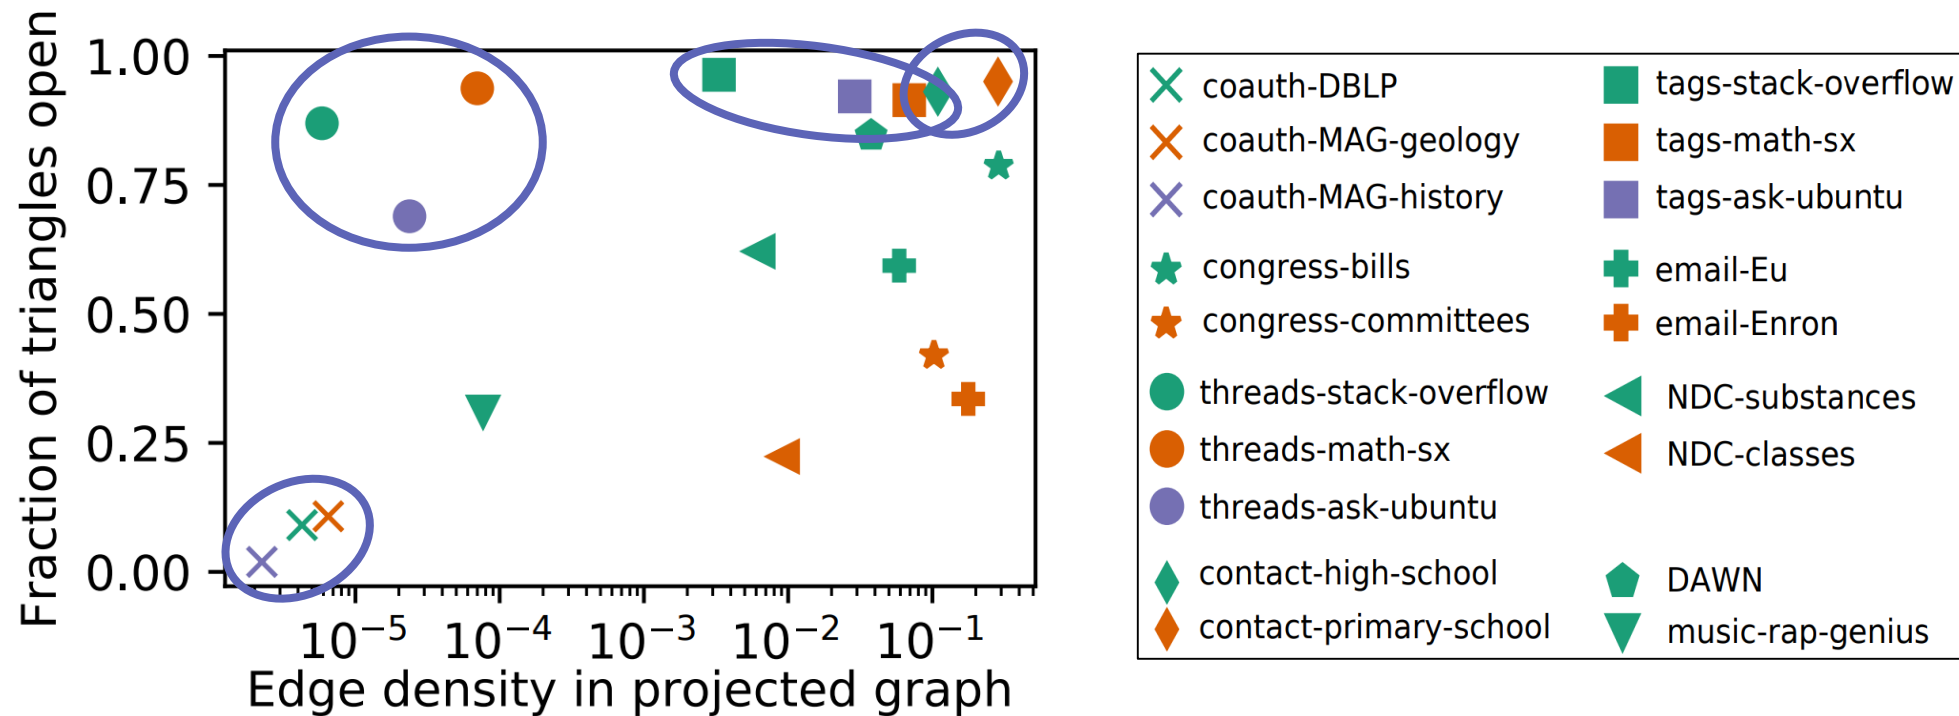 Fraction of triangles open
1.00
0.75
0.50
0.25
0.00
10−5 10−4 10−3 10−2 10−1
Edge density in projected graph
coauth-DBLP
coauth-MAG-geology
coauth-MAG-history
congress-bills
congress-committees
threads-stack-overflow
threads-math-sx
threads-ask-ubuntu
contact-high-school
contact-primary-school
tags-stack-overflow
tags-math-sx
tags-ask-ubuntu
email-Eu
email-Enron
NDC-substances
NDC-classes
DAWN
music-rap-genius